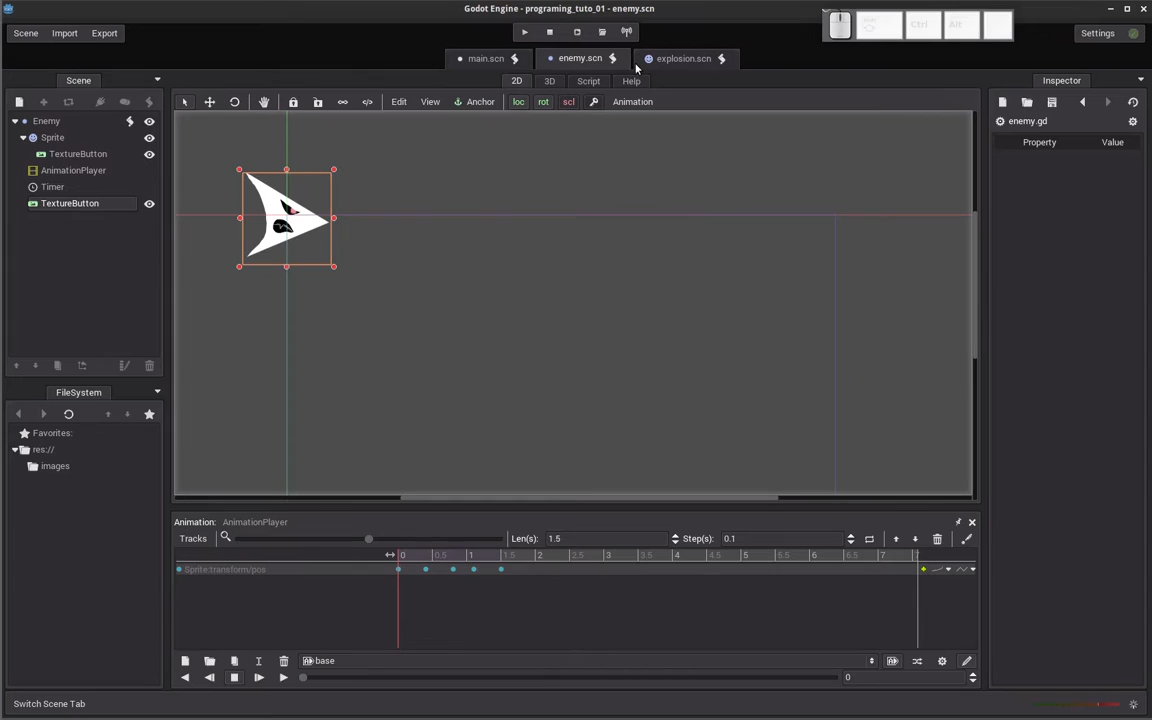 Godot Engine - programing_tuto_01 - enemy.scn
Scene Import Export
Ctrl Alt
Settings
main.scn enemy.scn explosion.scn
Scene
2D 3D Script Help
Inspector
Edit View Anchor loc rot scl Animation
Enemy
Sprite
TextureButton
AnimationPlayer
Timer
TextureButton
enemy.gd
Property Value
FileSystem
Favorites:
res://
images
Animation: AnimationPlayer
Tracks Len(s): 1.5 Step(s): 0.1
0 0.5 1 1.5 2 2.5 3 3.5 4 4.5 5 5.5 6 6.5 7
Sprite:transform/pos
base
0
Switch Scene Tab